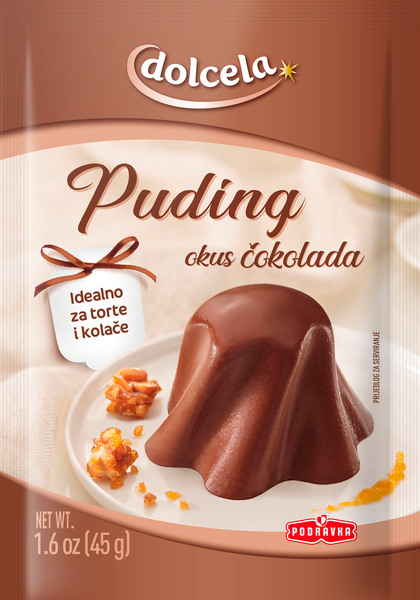 dolcela
Puding
okus čokolada
Idealno
za torte
i kolače
PRIJEDLOG ZA SERVIRANJE
NET WT.
1.6 oz (45 g)
PODRAVKA